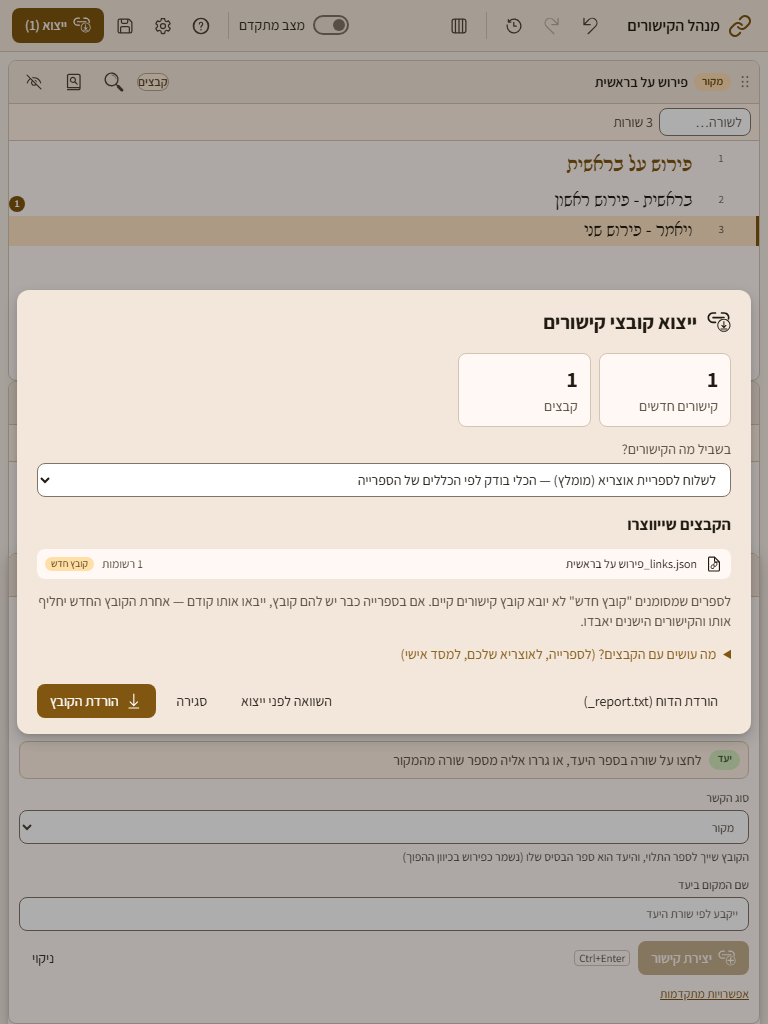 מנהל הקישורים
מצב מתקדם
ייצוא (1)
מקור
פירוש על בראשית
קבצים
לשורה…
3 שורות
1 פירוש על בראשית
2 בראשית - פירוש ראשון
1
3 ויאמר - פירוש שני
ייצוא קובצי קישורים
1
קישורים חדשים
1
קבצים
בשביל מה הקישורים?
לשלוח לספריית אוצריא (מומלץ) — הכלי בודק לפי הכללים של הספרייה
הקבצים שייווצרו
פירוש על בראשית_links.json
1 רשומות
קובץ חדש
לספרים שמסומנים "קובץ חדש" לא יובא קובץ קישורים קיים. אם בספרייה כבר יש להם קובץ, ייבאו אותו קודם — אחרת הקובץ החדש יחליף
אותו והקישורים הישנים יאבדו.
מה עושים עם הקבצים? (לספרייה, לאוצריא שלכם, למסד אישי)
הורדת הדוח (_report.txt)
השוואה לפני ייצוא
סגירה
הורדת הקובץ
יעד
לחצו על שורה בספר היעד, או גררו אליה מספר שורה מהמקור
סוג הקשר
מקור
הקובץ שייך לספר התלוי, והיעד הוא ספר הבסיס שלו (נשמר כפירוש בכיוון ההפוך)
שם המקום ביעד
ייקבע לפי שורת היעד
יצירת קישור
Ctrl+Enter
ניקוי
אפשרויות מתקדמות